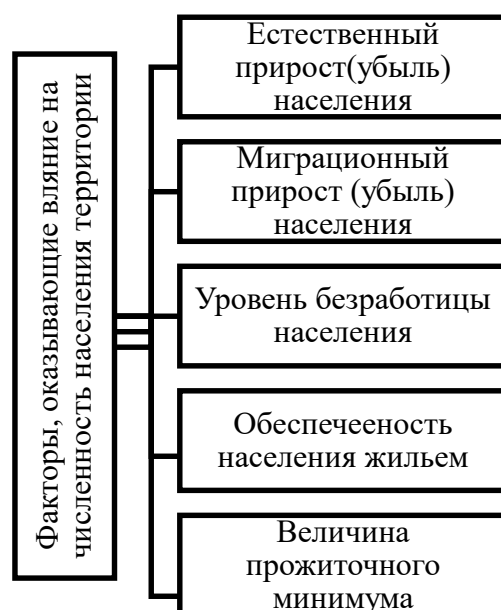 Факторы, оказывающие вляние на
численность населения территории
Естественный
прирост(убыль)
населения
Миграционный
прирост (убыль)
населения
Уровень безработицы
населения
Обеспечееность
населения жильем
Величина
прожиточного
минимума